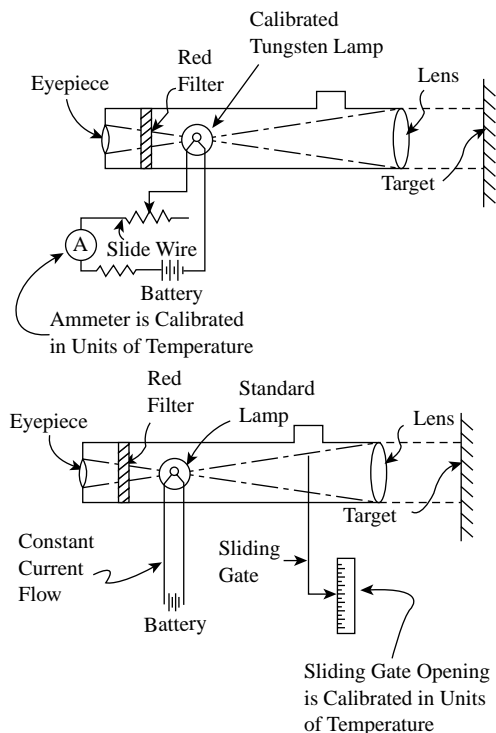 Calibrated
Tungsten Lamp
Red
Filter
Eyepiece
Lens
Target
A
Slide Wire
Battery
Ammeter is Calibrated
in Units of Temperature
Red
Filter
Standard
Lamp
Eyepiece
Lens
Target
Constant
Current
Flow
Sliding
Gate
Battery
Sliding Gate Opening
is Calibrated in Units
of Temperature